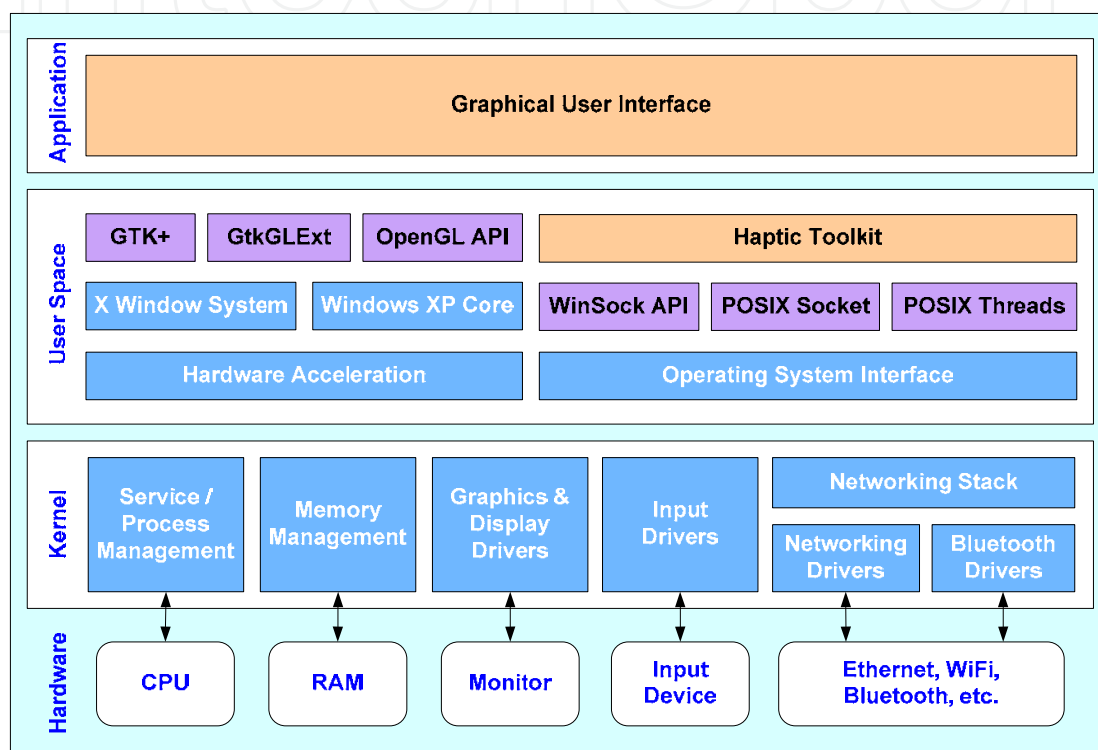 Application
Graphical User Interface
User Space
GTK+
GtkGLExt
OpenGL API
Haptic Toolkit
X Window System
Windows XP Core
WinSock API
POSIX Socket
POSIX Threads
Hardware Acceleration
Operating System Interface
Kernel
Service /
Process
Management
Memory
Management
Graphics &
Display
Drivers
Input
Drivers
Networking Stack
Networking
Drivers
Bluetooth
Drivers
Hardware
CPU
RAM
Monitor
Input
Device
Ethernet, WiFi,
Bluetooth, etc.